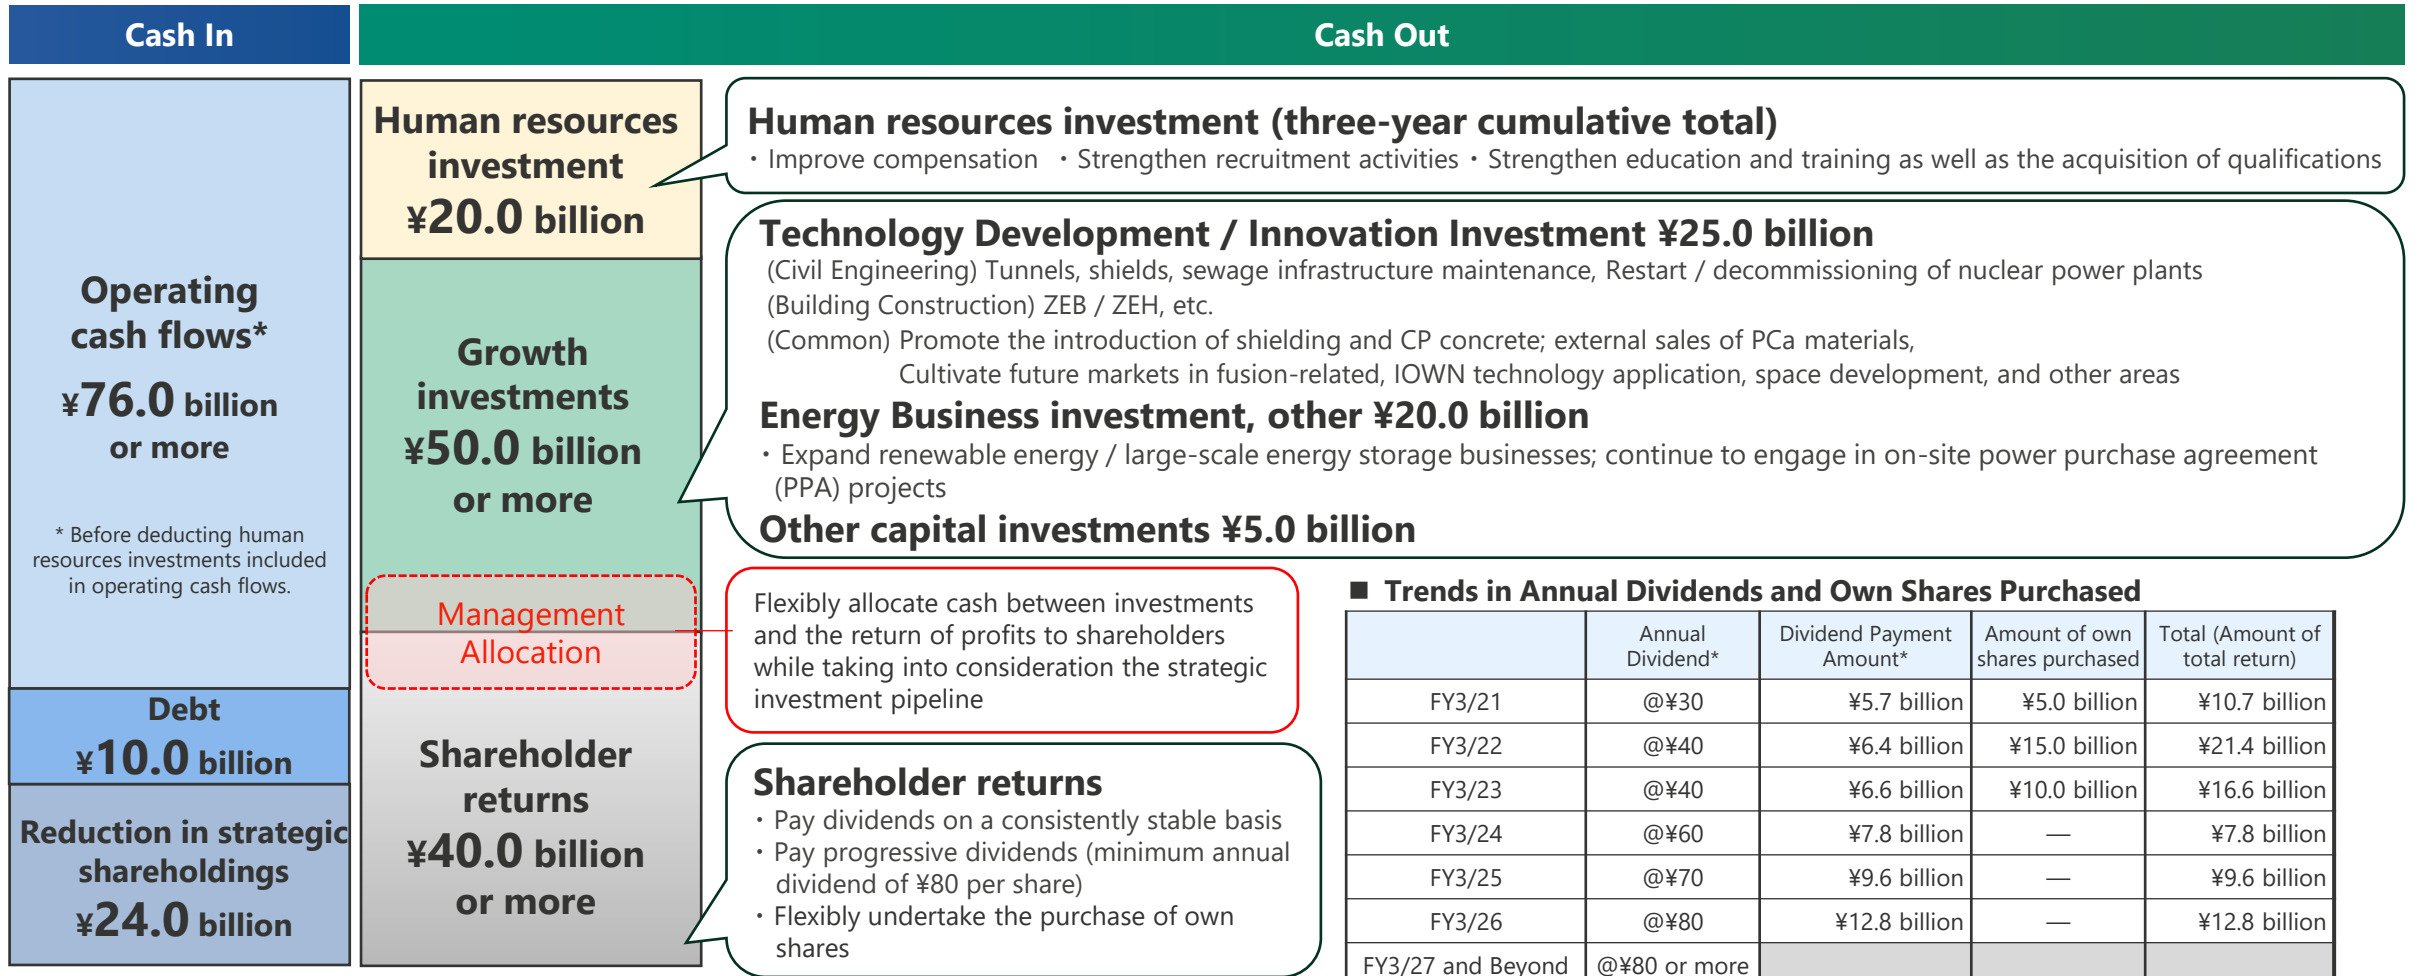 Cash In
Cash Out
Operating
cash flows*
¥76.0 billion
or more
* Before deducting human
resources investments included
in operating cash flows.
Debt
¥10.0 billion
Reduction in strategic
shareholdings
¥24.0 billion
Human resources
investment
¥20.0 billion
Growth
investments
¥50.0 billion
or more
Management
Allocation
Shareholder
returns
¥40.0 billion
or more
Human resources investment (three-year cumulative total)
・Improve compensation ・Strengthen recruitment activities・Strengthen education and training as well as the acquisition of qualifications
Technology Development / Innovation Investment ¥25.0 billion
(Civil Engineering) Tunnels, shields, sewage infrastructure maintenance, Restart / decommissioning of nuclear power plants
(Building Construction) ZEB / ZEH, etc.
(Common) Promote the introduction of shielding and CP concrete; external sales of PCa materials,
Cultivate future markets in fusion-related, IOWN technology application, space development, and other areas
Energy Business investment, other ¥20.0 billion
・Expand renewable energy / large-scale energy storage businesses; continue to engage in on-site power purchase agreement
(PPA) projects
Other capital investments ¥5.0 billion
Flexibly allocate cash between investments
and the return of profits to shareholders
while taking into consideration the strategic
investment pipeline
Shareholder returns
・Pay dividends on a consistently stable basis
・Pay progressive dividends (minimum annual
dividend of ¥80 per share)
・Flexibly undertake the purchase of own
shares
■ Trends in Annual Dividends and Own Shares Purchased
Annual Dividend* Dividend Payment Amount* Amount of own shares purchased Total (Amount of total return)
FY3/21 @¥30 ¥5.7 billion ¥5.0 billion ¥10.7 billion
FY3/22 @¥40 ¥6.4 billion ¥15.0 billion ¥21.4 billion
FY3/23 @¥40 ¥6.6 billion ¥10.0 billion ¥16.6 billion
FY3/24 @¥60 ¥7.8 billion — ¥7.8 billion
FY3/25 @¥70 ¥9.6 billion — ¥9.6 billion
FY3/26 @¥80 ¥12.8 billion — ¥12.8 billion
FY3/27 and Beyond @¥80 or more